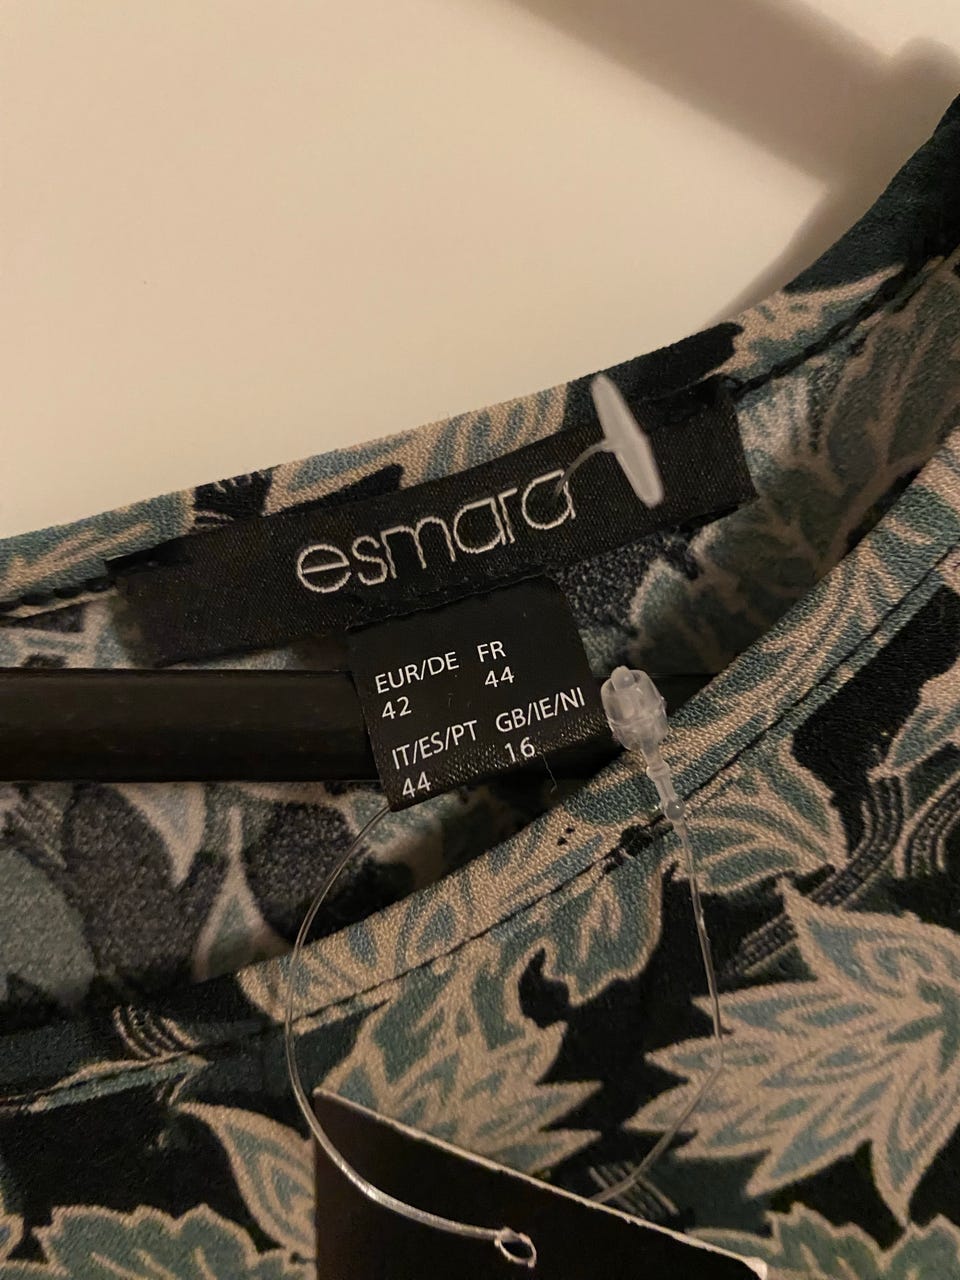 esmara
EUR/DE FR
42 44
IT/ES/PT GB/IE/NI
44 16